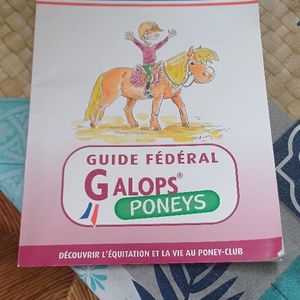 GUIDE FÉDÉRAL
GALOPS®
PONEYS
DÉCOUVRIR L'ÉQUITATION ET LA VIE AU PONEY-CLUB